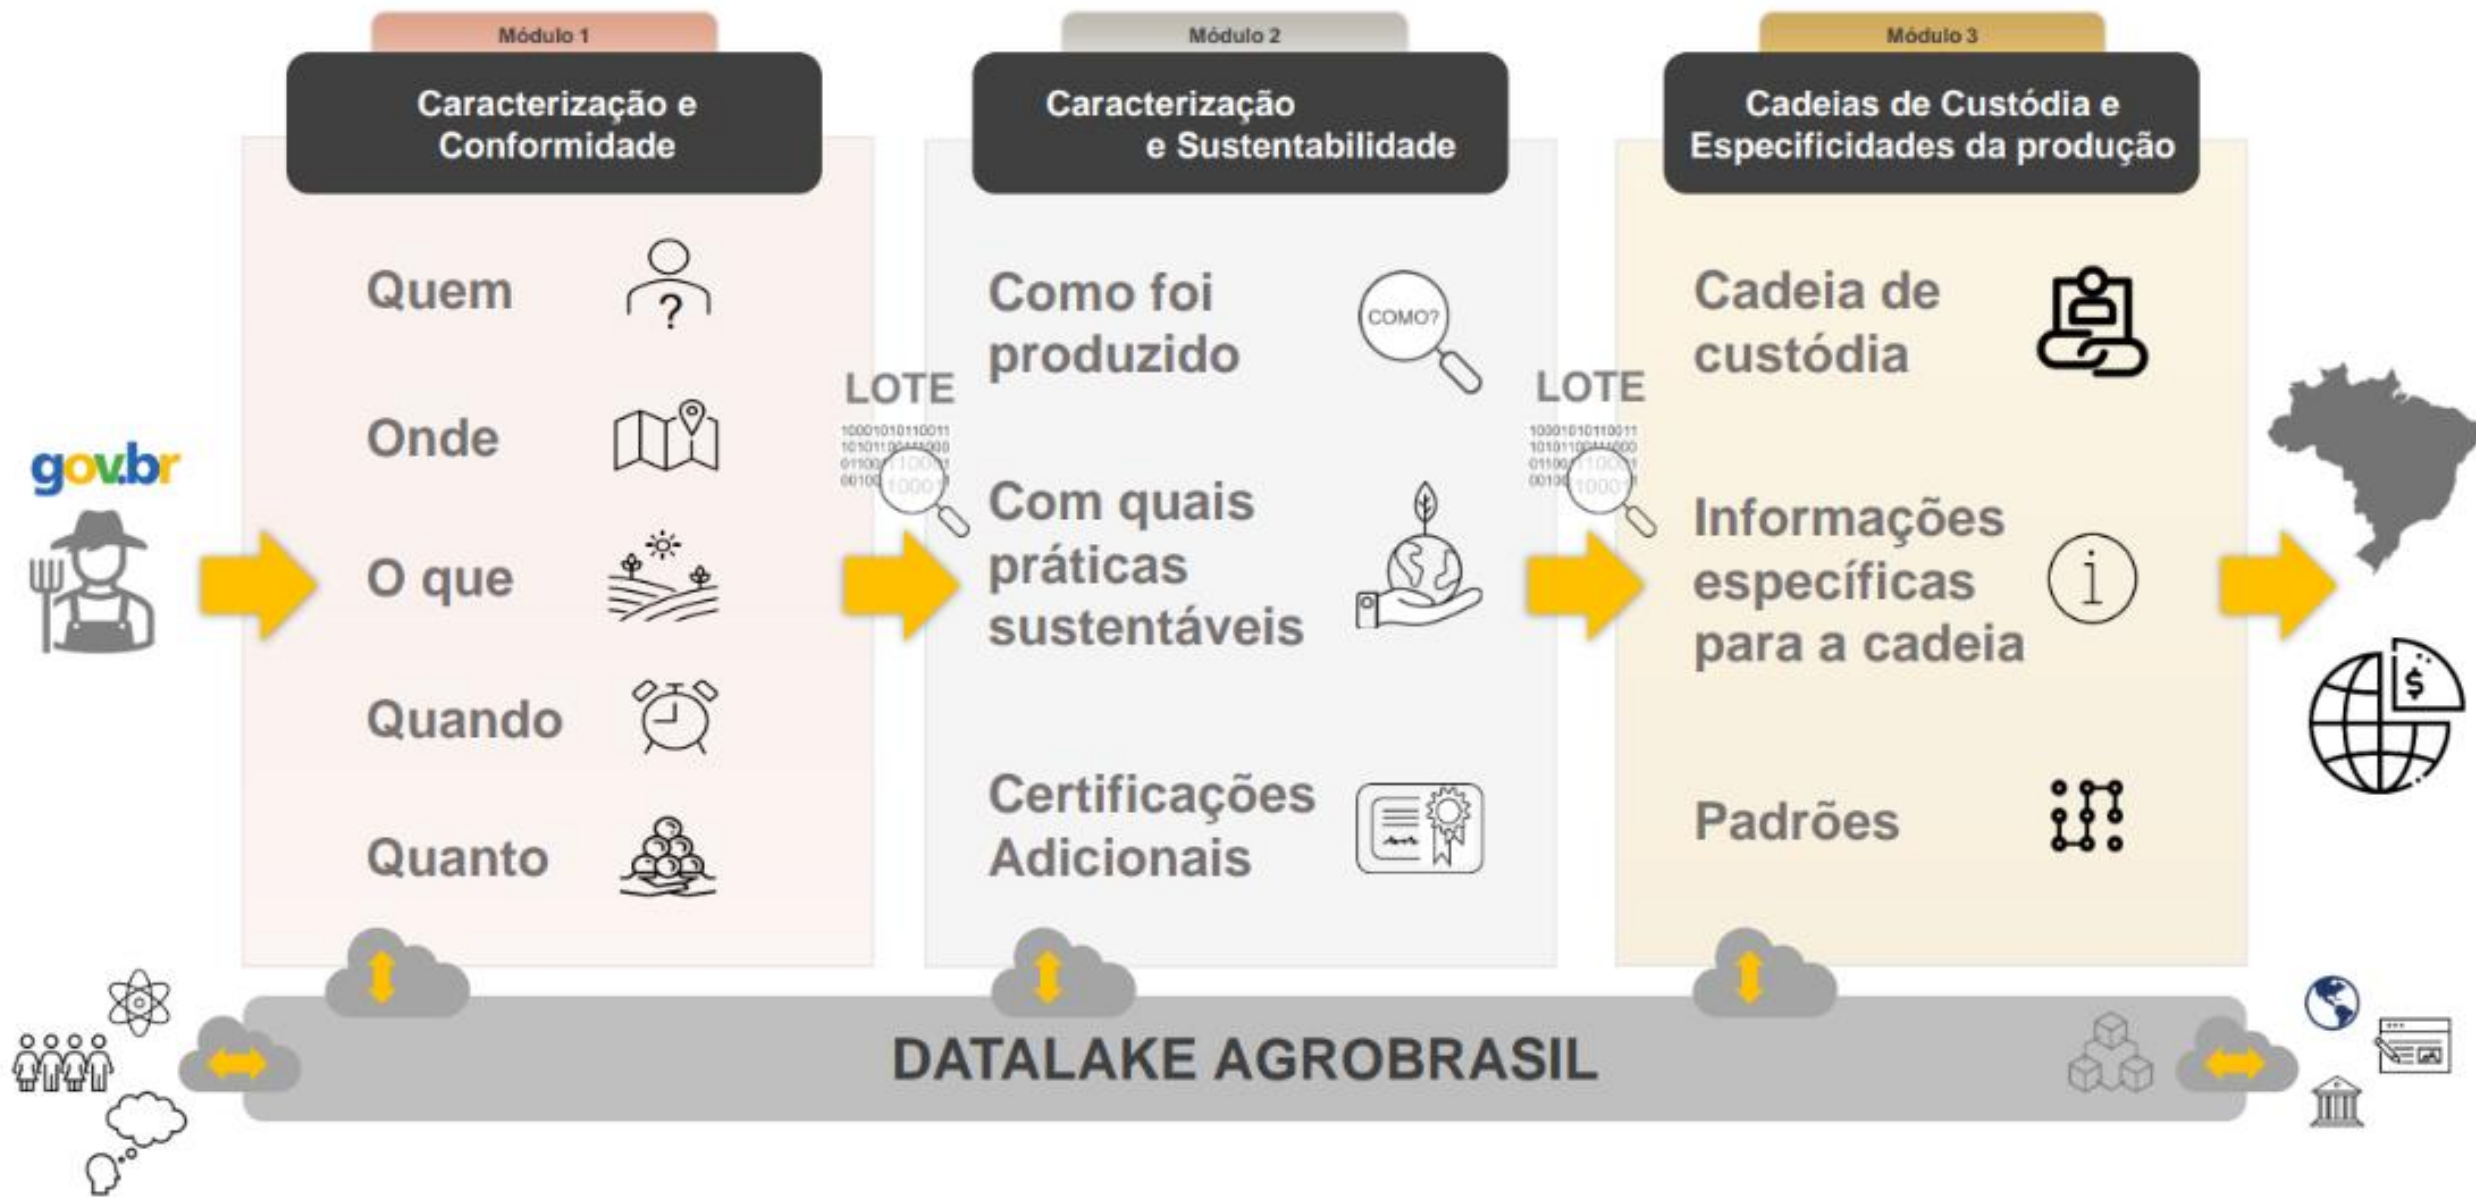 Módulo 1
Caracterização e
Conformidade
Quem
Onde
O que
Quando
Quanto
gov.br
LOTE
10001010110011
Módulo 2
Caracterização
e Sustentabilidade
Como foi
produzido
COMO?
Com quais
práticas
sustentáveis
Certificações
Adicionais
LOTE
10001010110011
Módulo 3
Cadeias de Custódia e
Especificidades da produção
Cadeia de
custódia
Informações
específicas
para a cadeia
i
Padrões
$
DATALAKE AGROBRASIL